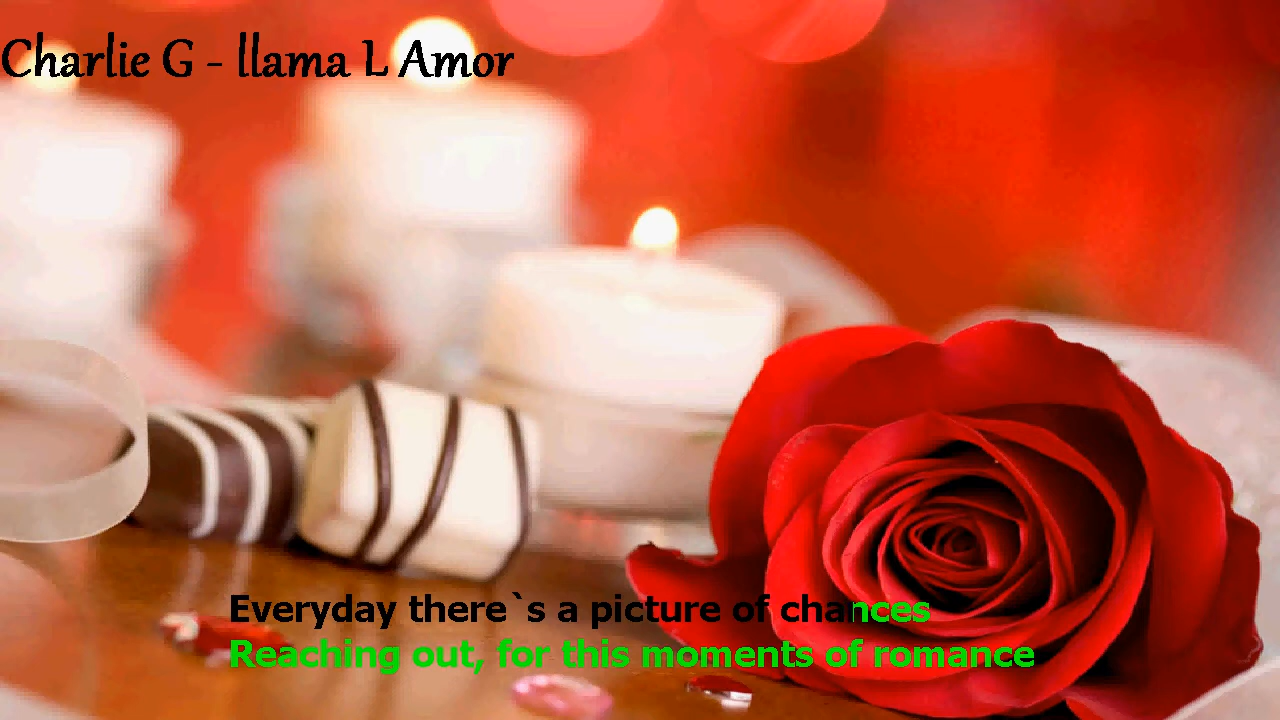 Charlie G - llama L Amor
Everyday there`s a picture of chances
Reaching out, for this moments of romance